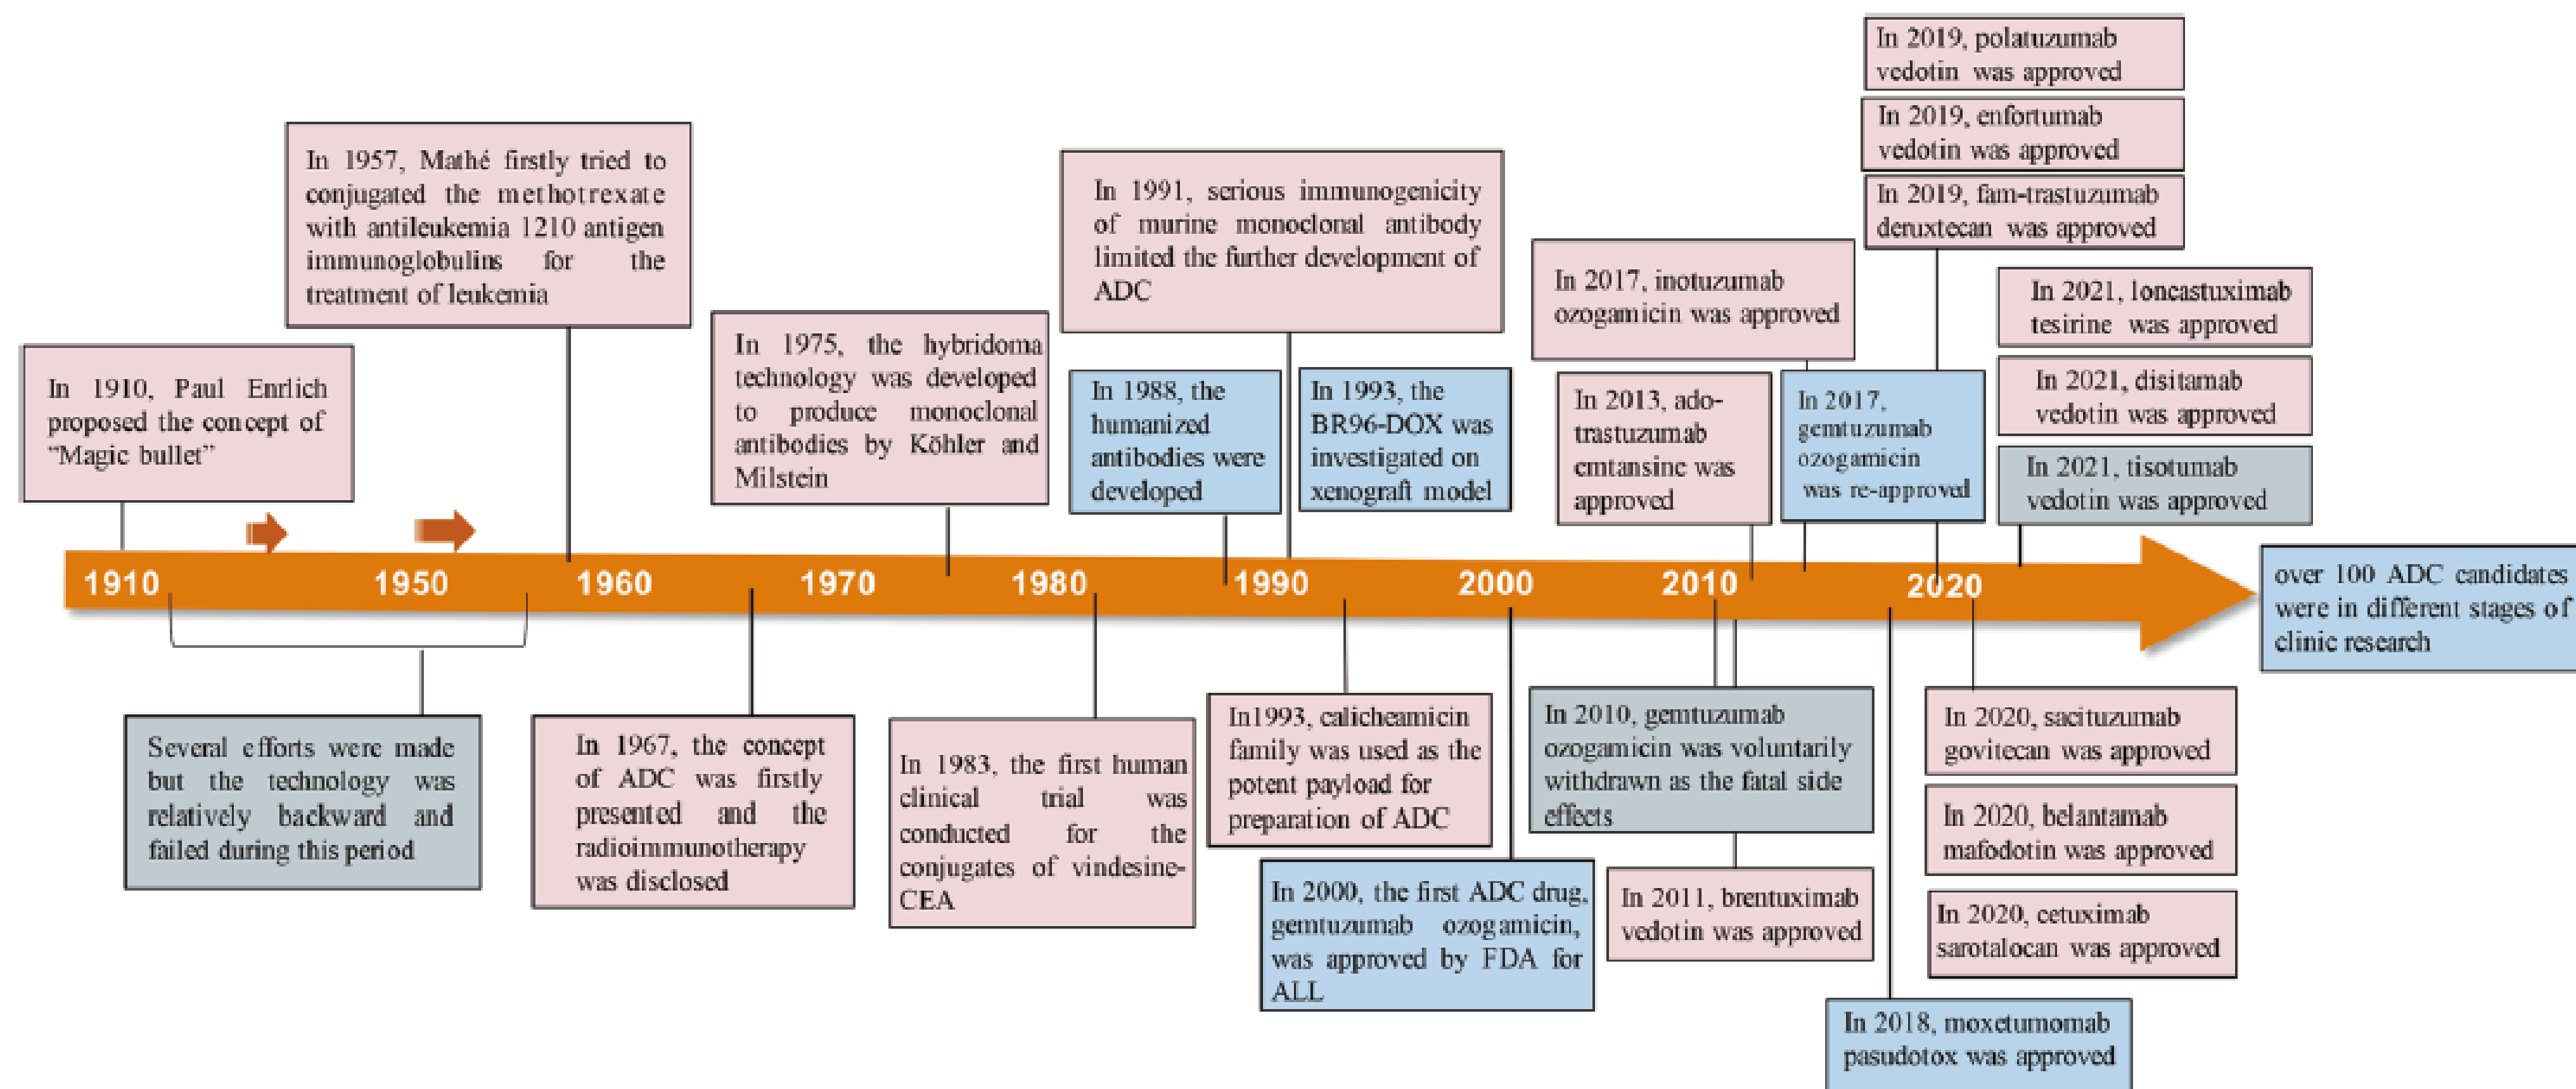 In 2019, polatuzumab
vedotin was approved
In 2019, enfortumab
vedotin was approved
In 2019, fam-trastuzumab
deruxtecan was approved
In 1957, Mathé firstly tried to
conjugated the methotrexate
with antileukemia 1210 antigen
immunoglobulins for the
treatment of leukemia
In 1991, serious immunogenicity
of murine monoclonal antibody
limited the further development of
ADC
In 2017, inotuzumab
ozogamicin was approved
In 2021, loncastuximab
tesirine was approved
In 1910, Paul Enrlich
proposed the concept of
“Magic bullet”
In 1975, the hybridoma
technology was developed
to produce monoclonal
antibodies by Köhler and
Milstein
In 1988, the
humanized
antibodies were
developed
In 1993, the
BR96-DOX was
investigated on
xenograft model
In 2013, ado-
trastuzumab
emtansine was
approved
In 2017,
gemtuzumab
ozogamicin
was re-approved
In 2021, disitamab
vedotin was approved
In 2021, tisotumab
vedotin was approved
1910 1950 1960 1970 1980 1990 2000 2010 2020
over 100 ADC candidates
were in different stages of
clinic research
Several efforts were made
but the technology was
relatively backward and
failed during this period
In 1967, the concept
of ADC was firstly
presented and the
radioimmunotherapy
was disclosed
In 1983, the first human
clinical trial was
conducted for the
conjugates of vindesine-
CEA
In1993, calicheamicin
family was used as the
potent payload for
preparation of ADC
In 2000, the first ADC drug,
gemtuzumab ozogamicin,
was approved by FDA for
ALL
In 2010, gemtuzumab
ozogamicin was voluntarily
withdrawn as the fatal side
effects
In 2011, brentuximab
vedotin was approved
In 2020, sacituzumab
govitecan was approved
In 2020, belantamab
mafodotin was approved
In 2020, cetuximab
sarotalocan was approved
In 2018, moxetumomab
pasudotox was approved